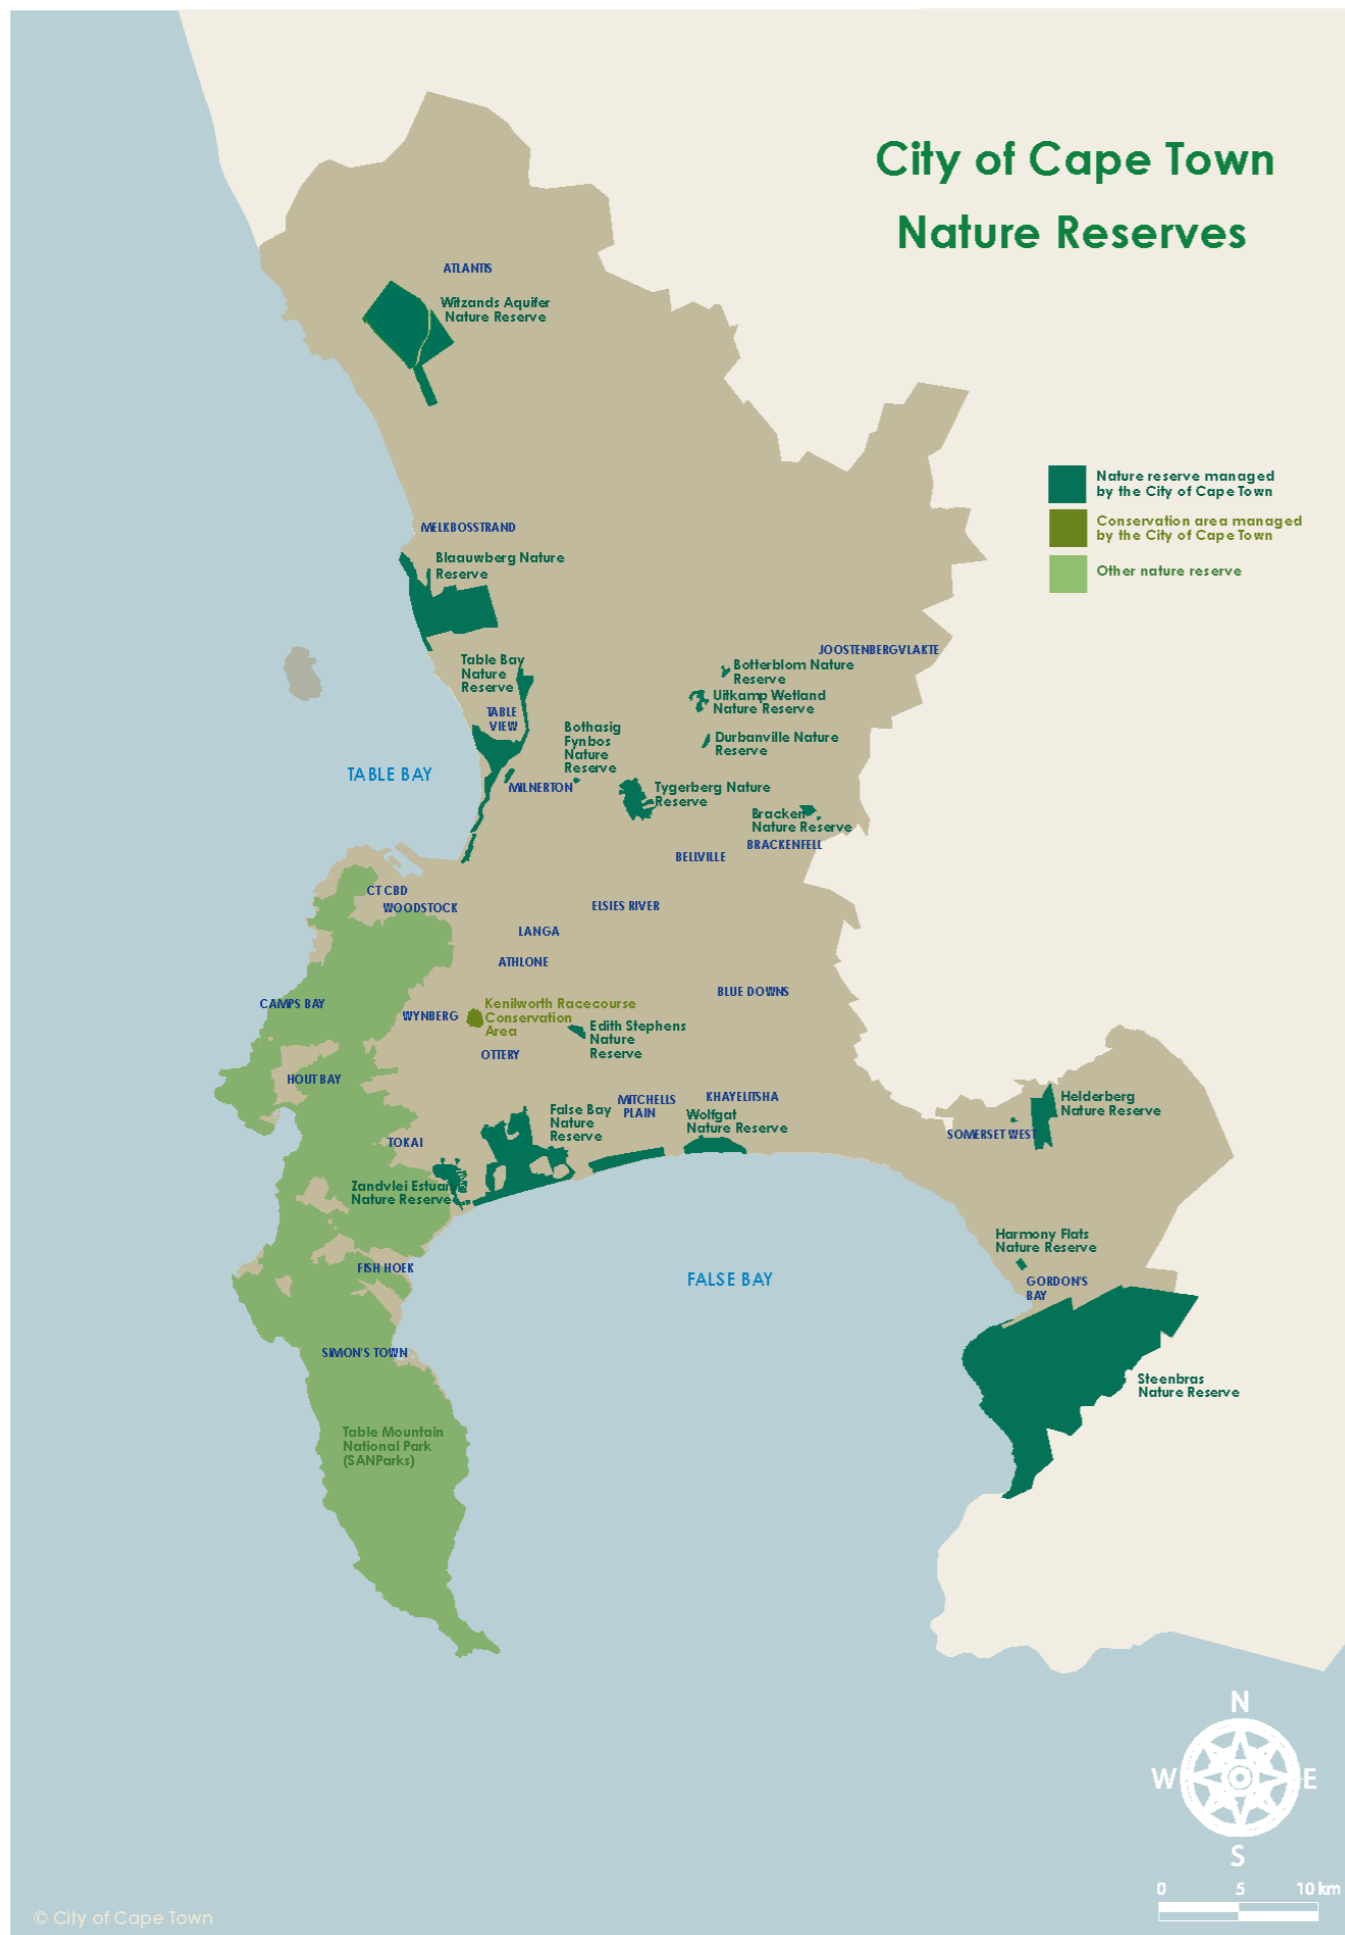 City of Cape Town
Nature Reserves
ATLANTIS
Witzands Aquifer
Nature Reserve
Nature reserve managed
by the City of Cape Town
Conservation area managed
by the City of Cape Town
Other nature reserve
MELKBOSSTRAND
Blaauwberg Nature
Reserve
JOOSTENBERGVLAKTE
Table Bay
Nature
Reserve
Botterblom Nature
Reserve
Uitkamp Wetland
Nature Reserve
TABLE
VIEW
Bothasig
Fynbos
Nature
Reserve
Durbanville Nature
Reserve
TABLE BAY
MILNERTON
Tygerberg Nature
Reserve
Bracken
Nature Reserve
BRACKENFELL
BELLVILLE
CT CBD
WOODSTOCK
ELSIES RIVER
LANGA
ATHLONE
BLUE DOWNS
CAMPS BAY
WYNBERG
Kenilworth Racecourse
Conservation
Area
Edith Stephens
Nature
Reserve
OTTERY
HOUT BAY
MITCHELLS
PLAIN
KHAYELITSHA
Helderberg
Nature Reserve
False Bay
Nature
Reserve
Wolfgat
Nature Reserve
SOMERSET WEST
TOKAI
Zandvlei Estuary
Nature Reserve
Harmony Flats
Nature Reserve
FISH HOEK
FALSE BAY
GORDON'S
BAY
SIMON'S TOWN
Steenbras
Nature Reserve
Table Mountain
National Park
(SANParks)
N
W
E
S
0 5 10 km
© City of Cape Town